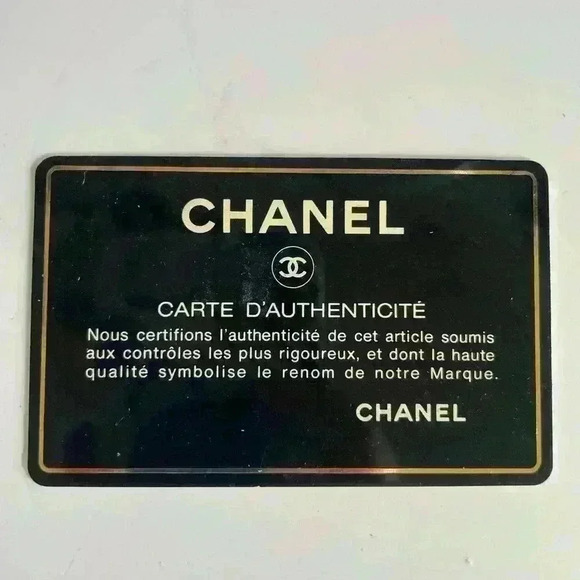 CHANEL
CARTE D'AUTHENTICITÉ
Nous certifions l'authenticité de cet article soumis
aux contrôles les plus rigoureux, et dont la haute
qualité symbolise le renom de notre Marque.
CHANEL